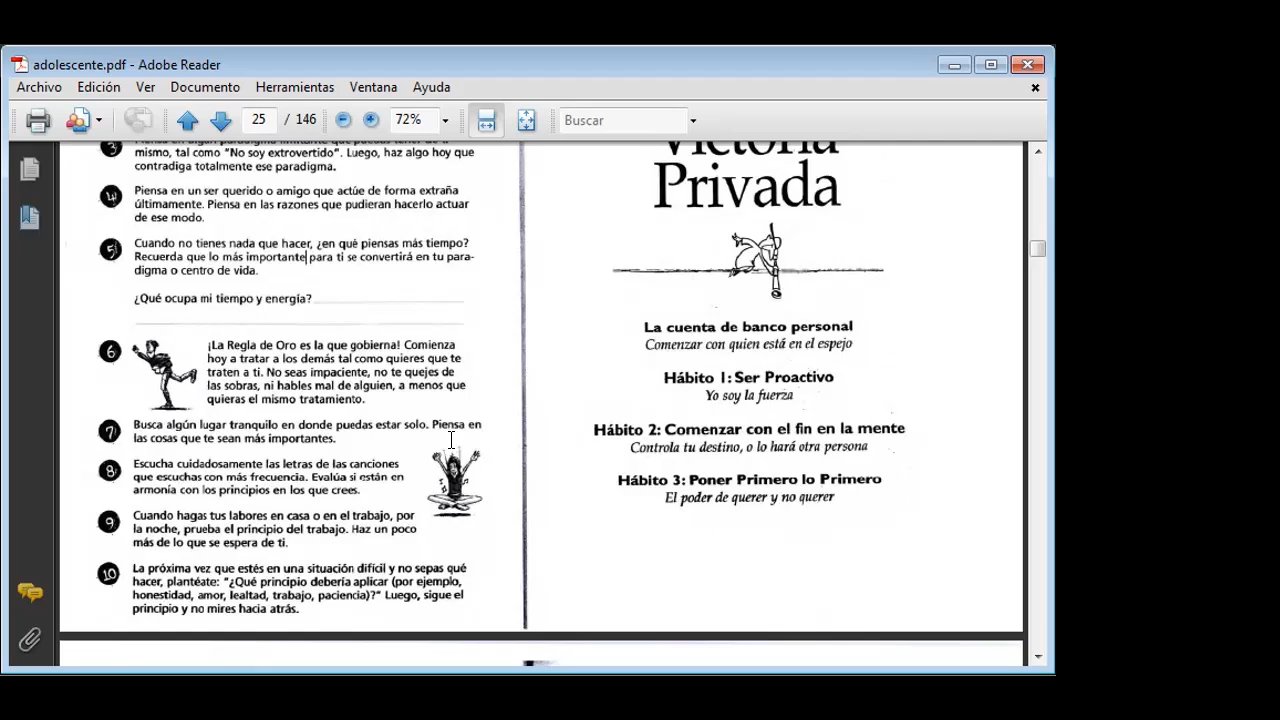 adolescente.pdf - Adobe Reader
Archivo Edición Ver Documento Herramientas Ventana Ayuda
25 / 146 72% Buscar
3
mismo, tal como "No soy extrovertido". Luego, haz algo hoy que
contradiga totalmente ese paradigma.
4 Piensa en un ser querido o amigo que actúe de forma extraña
últimamente. Piensa en las razones que pudieran hacerlo actuar
de ese modo.
5 Cuando no tienes nada que hacer, ¿en qué piensas más tiempo?
Recuerda que lo más importante para ti se convertirá en tu para-
digma o centro de vida.
¿Qué ocupa mi tiempo y energía?
6 ¡La Regla de Oro es la que gobierna! Comienza
hoy a tratar a los demás tal como quieres que te
traten a ti. No seas impaciente, no te quejes de
las sobras, ni hables mal de alguien, a menos que
quieras el mismo tratamiento.
7 Busca algún lugar tranquilo en donde puedas estar solo. Piensa en
las cosas que te sean más importantes.
8 Escucha cuidadosamente las letras de las canciones
que escuchas con más frecuencia. Evalúa si están en
armonía con los principios en los que crees.
9 Cuando hagas tus labores en casa o en el trabajo, por
la noche, prueba el principio del trabajo. Haz un poco
más de lo que se espera de ti.
10 La próxima vez que estés en una situación difícil y no sepas qué
hacer, plantéate: "¿Qué principio debería aplicar (por ejemplo,
honestidad, amor, lealtad, trabajo, paciencia)?" Luego, sigue el
principio y no mires hacia atrás.
Victoria
Privada
La cuenta de banco personal
Comenzar con quien está en el espejo
Hábito 1: Ser Proactivo
Yo soy la fuerza
Hábito 2: Comenzar con el fin en la mente
Controla tu destino, o lo hará otra persona
Hábito 3: Poner Primero lo Primero
El poder de querer y no querer